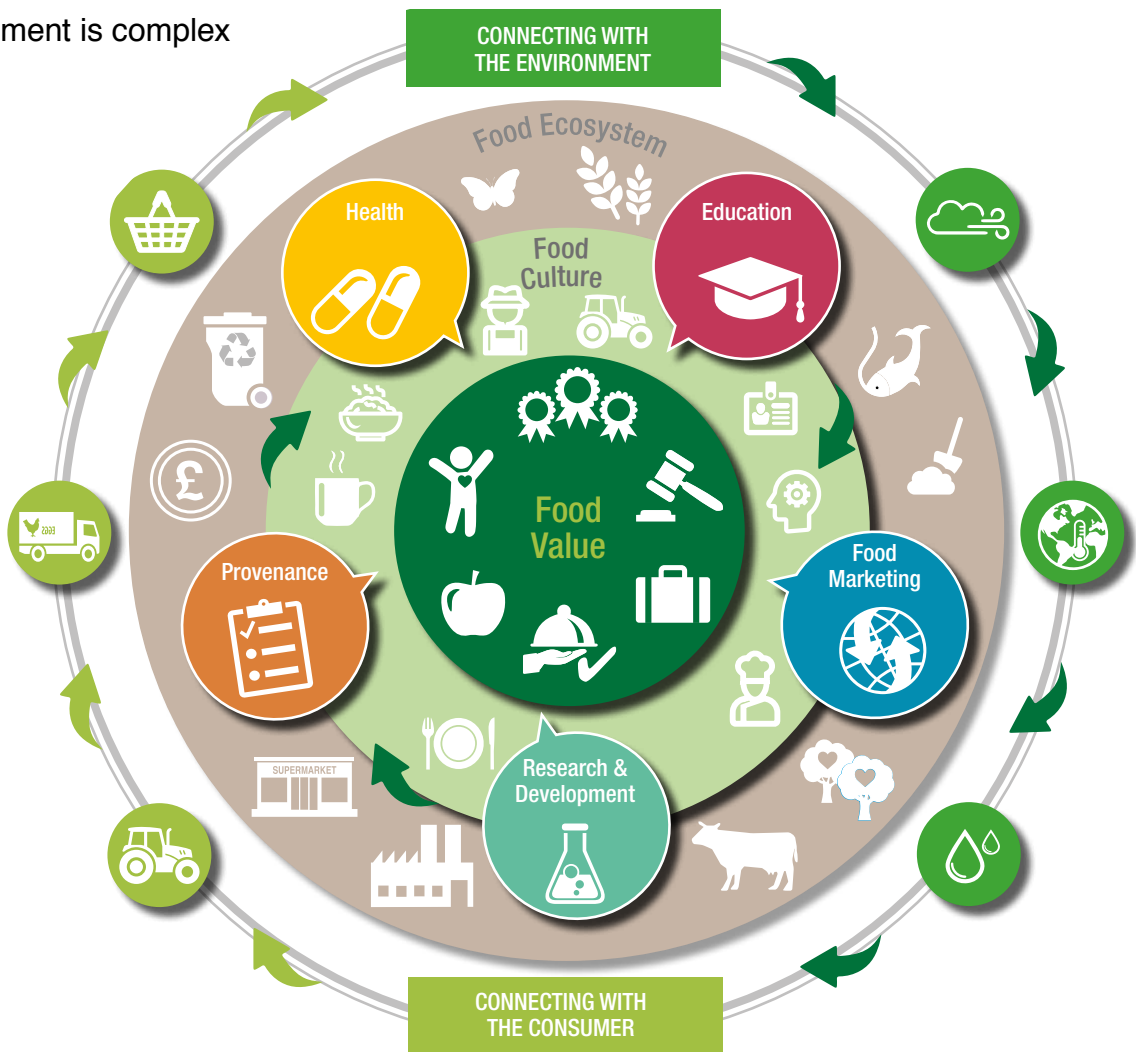 ment is complex
CONNECTING WITH
THE ENVIRONMENT
Food Ecosystem
Health
Education
Food
Culture
£
Food
Value
Food
Marketing
Provenance
Research &
Development
SUPERMARKET
CONNECTING WITH
THE CONSUMER